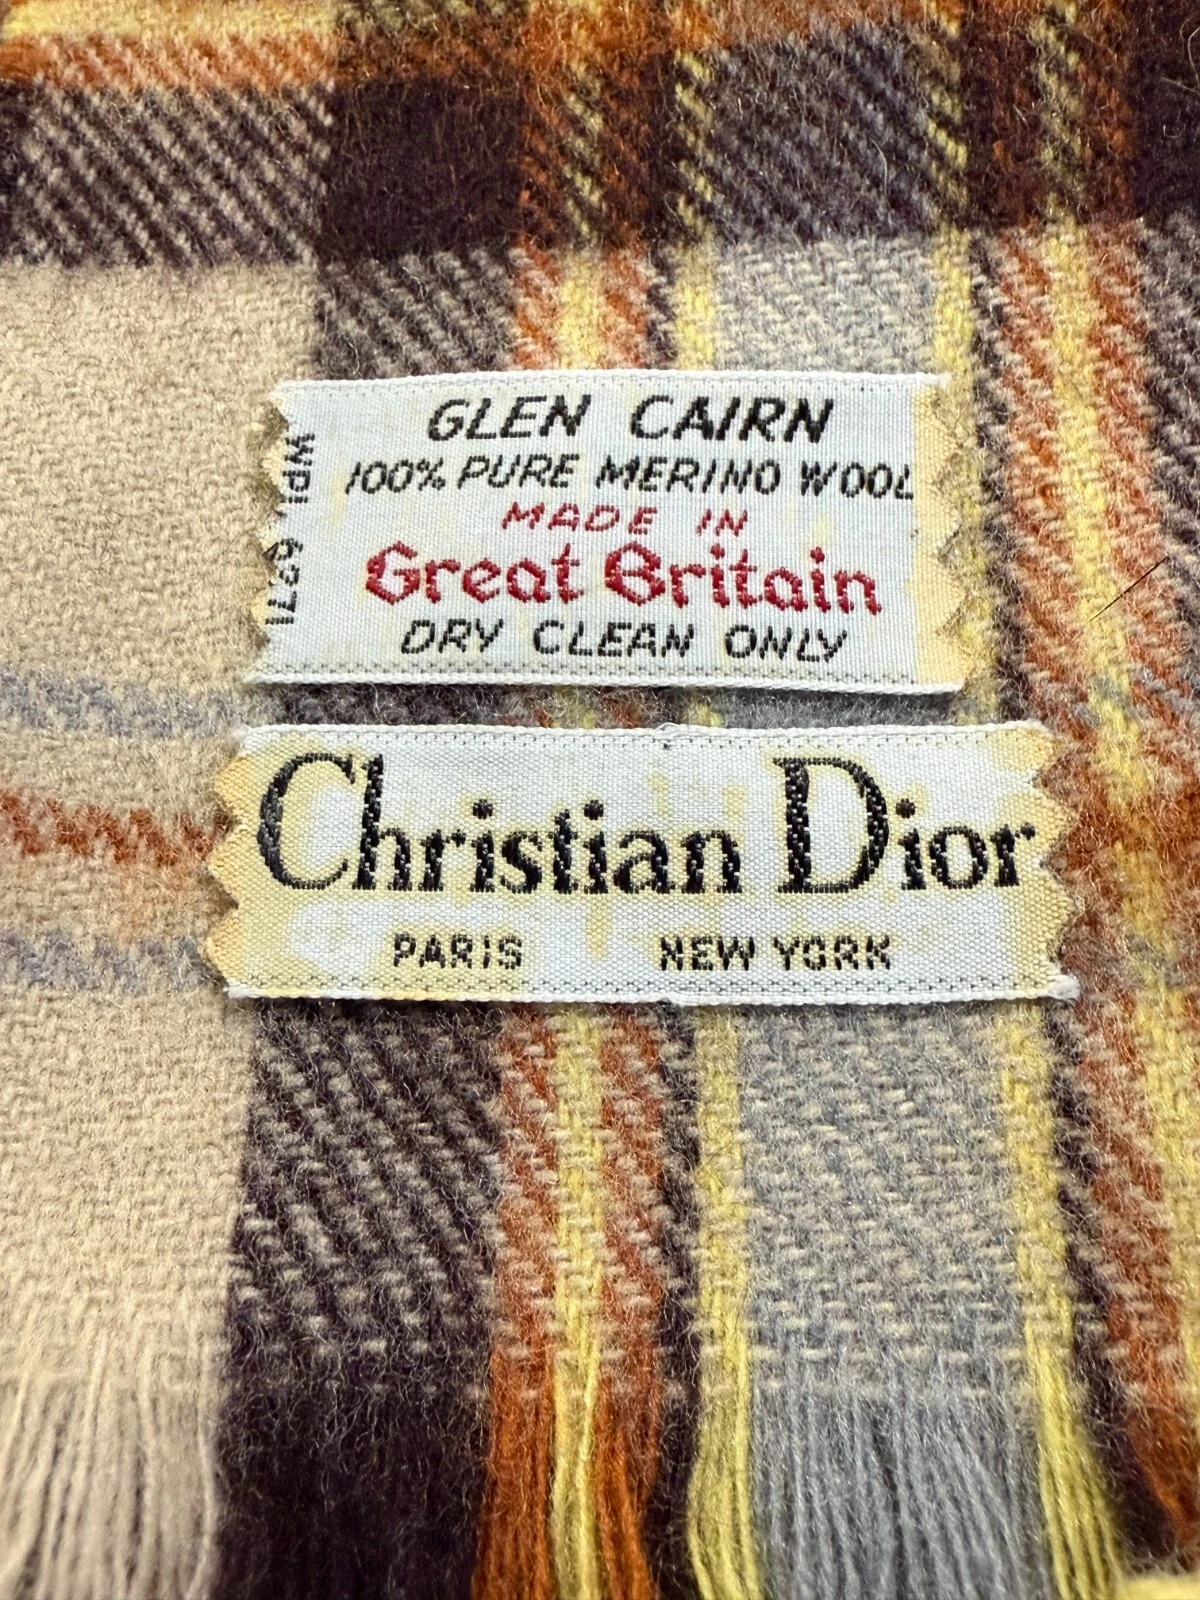 GLEN CAIRN
100% PURE MERINO WOOL
MADE IN
Great Britain
DRY CLEAN ONLY
WPL 6271
Christian Dior
PARIS NEW YORK